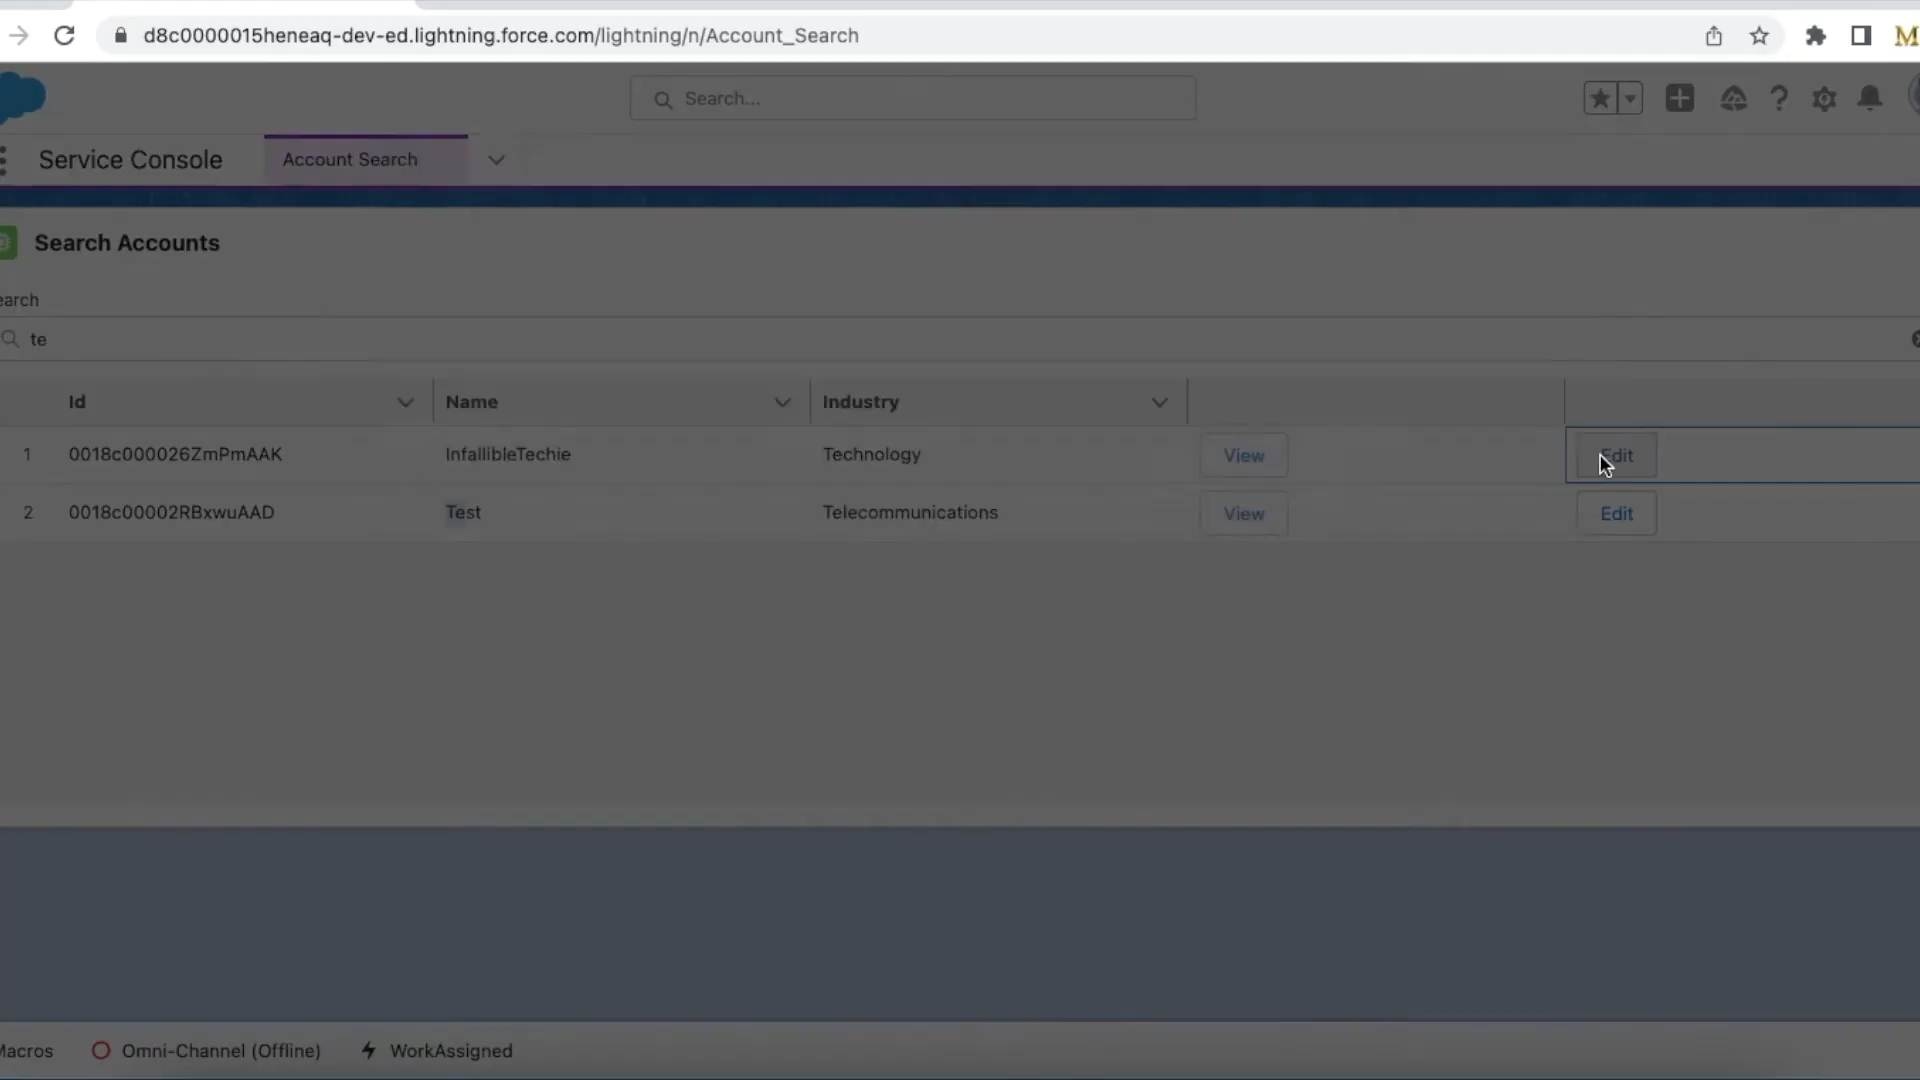 d8c0000015heneaq-dev-ed.lightning.force.com/lightning/n/Account_Search
M
Search...
Service Console
Account Search
Search Accounts
earch
te
Id
Name
Industry
1
0018c000026ZmPmAAK
InfallibleTechie
Technology
View
Edit
2
0018c00002RBxwuAAD
Test
Telecommunications
View
Edit
Macros
Omni-Channel (Offline)
WorkAssigned